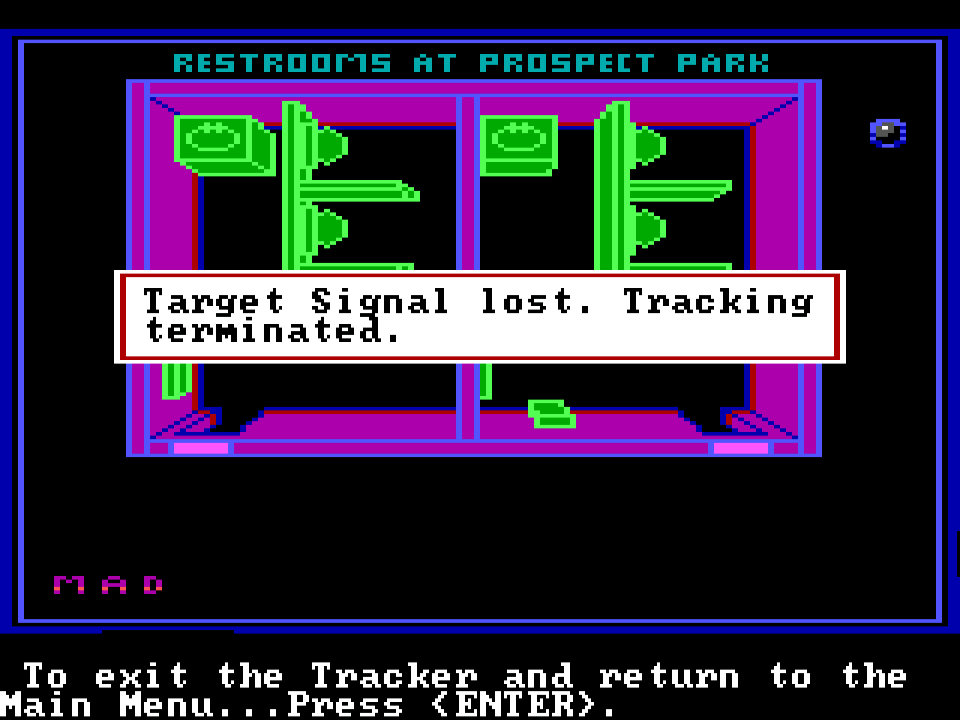 RESTROOMS AT PROSPECT PARK
Target Signal lost. Tracking
terminated.
M A D
To exit the Tracker and return to the
Main Menu...Press <ENTER>.